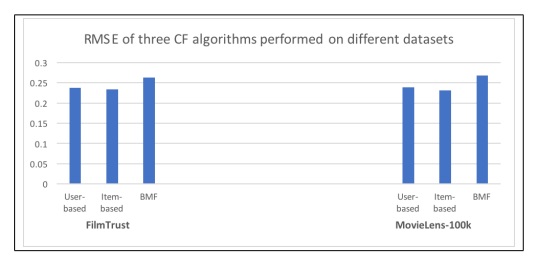 RMSE of three CF algorithms performed on different datasets
0.3
0.25
0.2
0.15
0.1
0.05
0
User-
based
Item-
based
BMF
User-
based
Item-
based
BMF
FilmTrust
MovieLens-100k